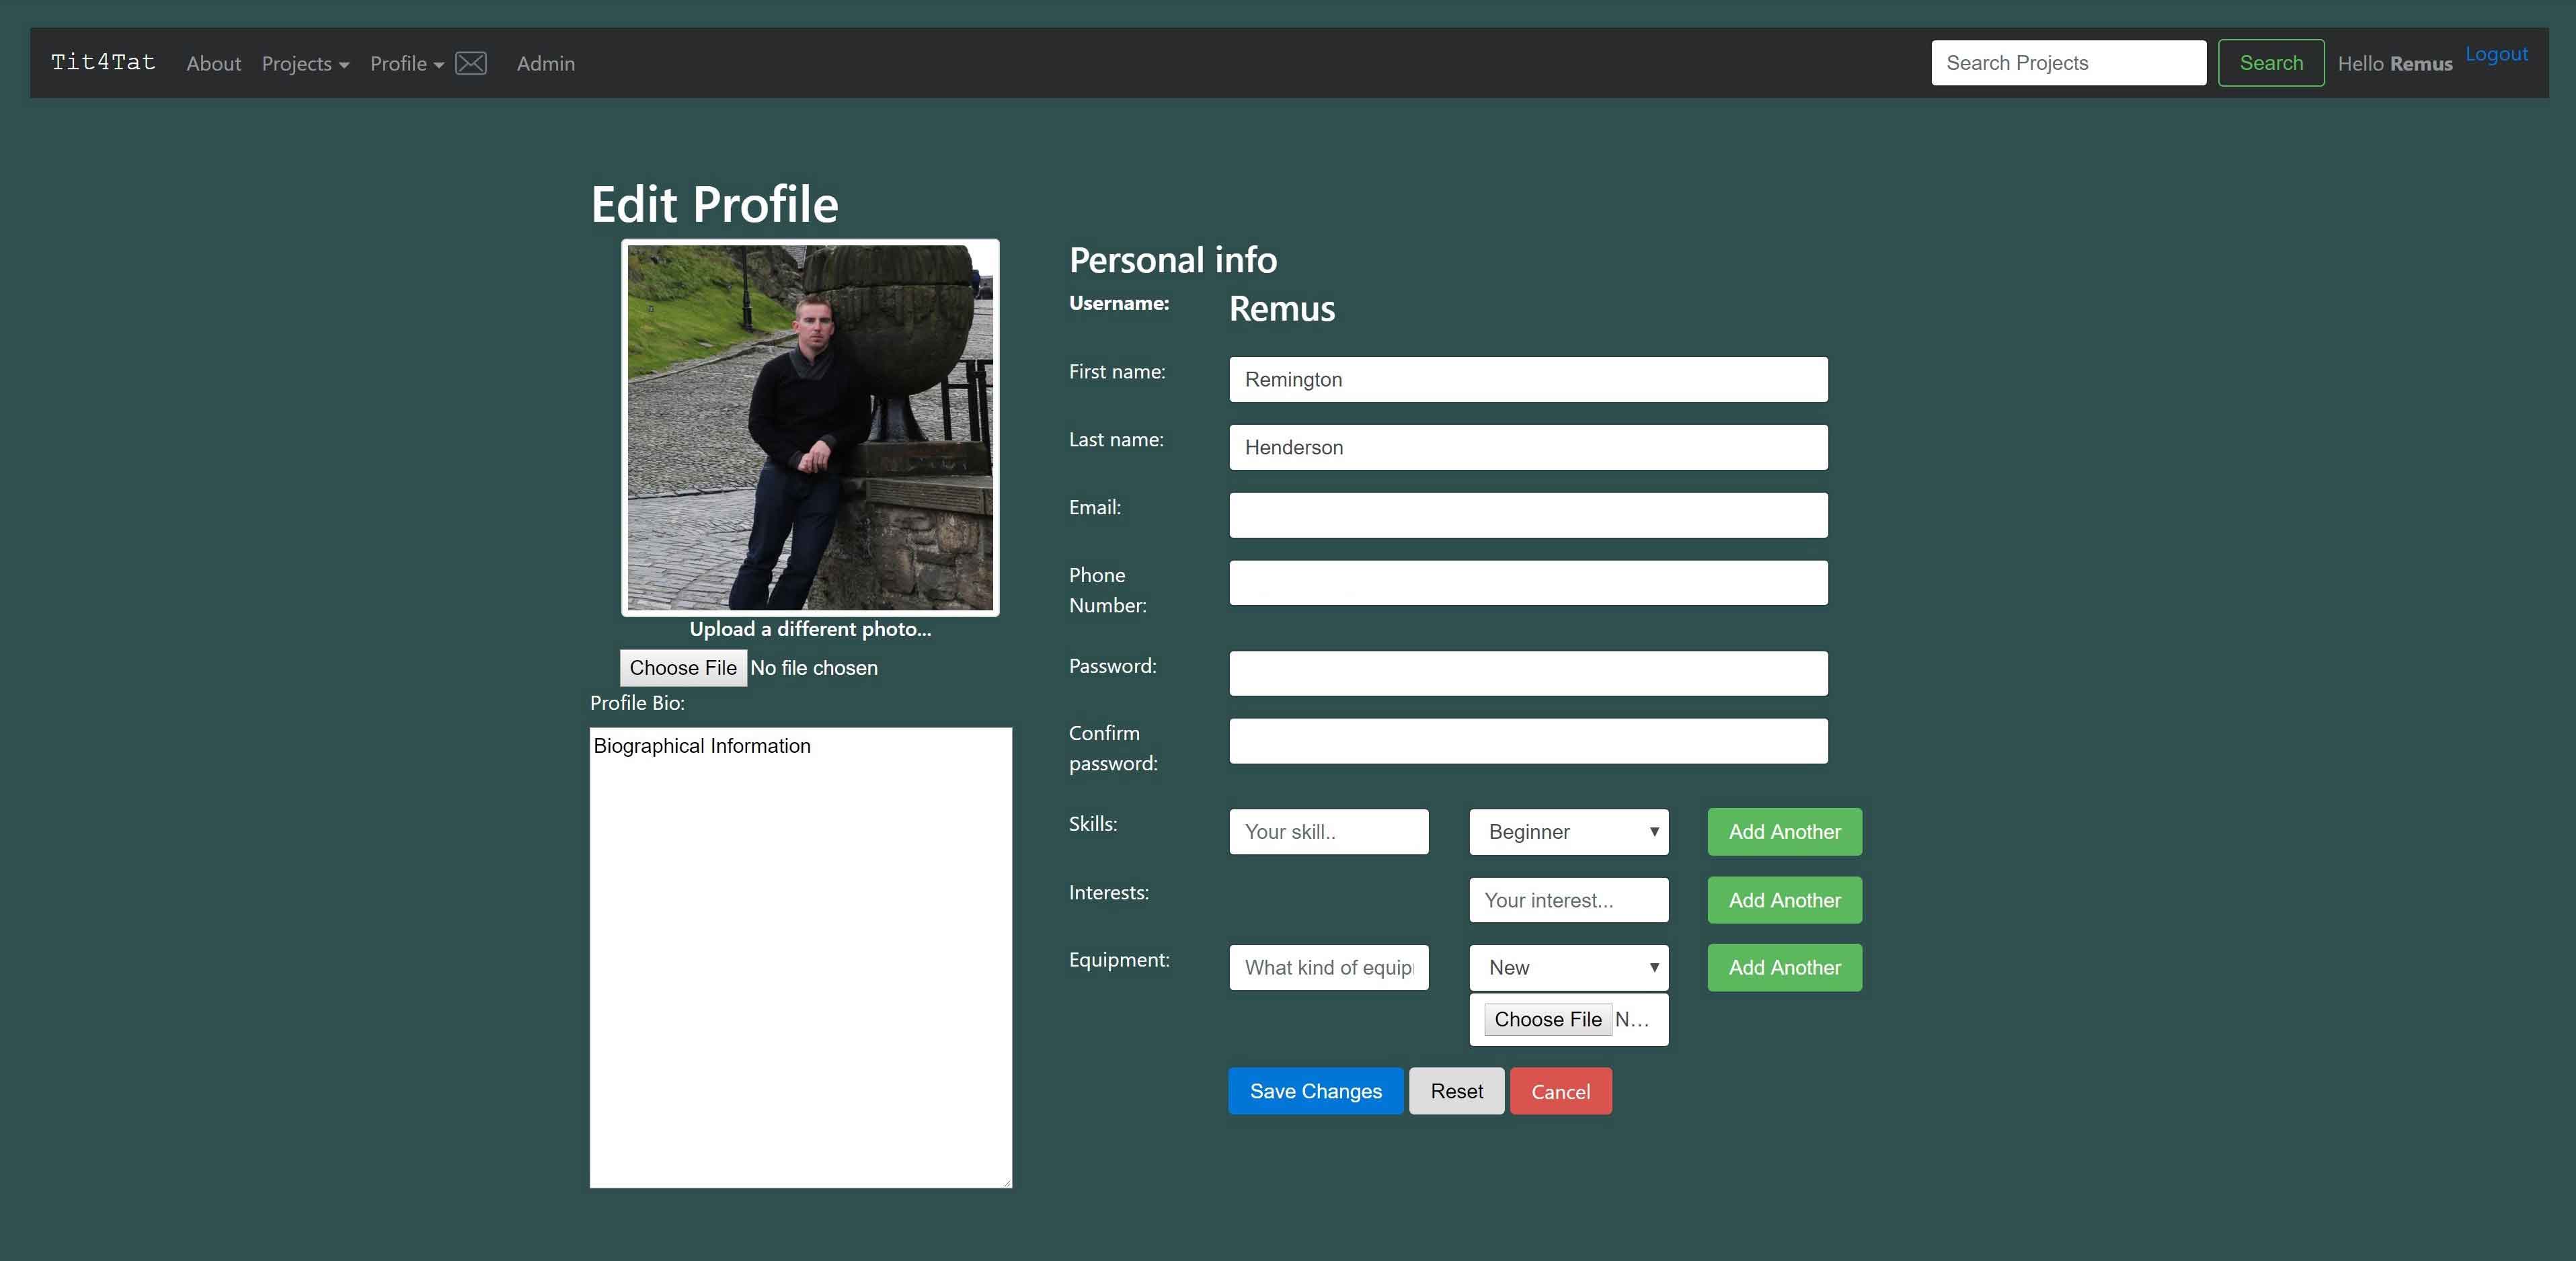 Tit4Tat About Projects Profile Admin Search Projects Search Hello Remus Logout
Edit Profile
Upload a different photo...
Choose File No file chosen
Profile Bio:
Biographical Information
Personal info
Username: Remus
First name: Remington
Last name: Henderson
Email:
Phone
Number:
Password:
Confirm
password:
Skills: Your skill.. Beginner Add Another
Interests: Your interest... Add Another
Equipment: What kind of equip New Add Another
Choose File N...
Save Changes Reset Cancel